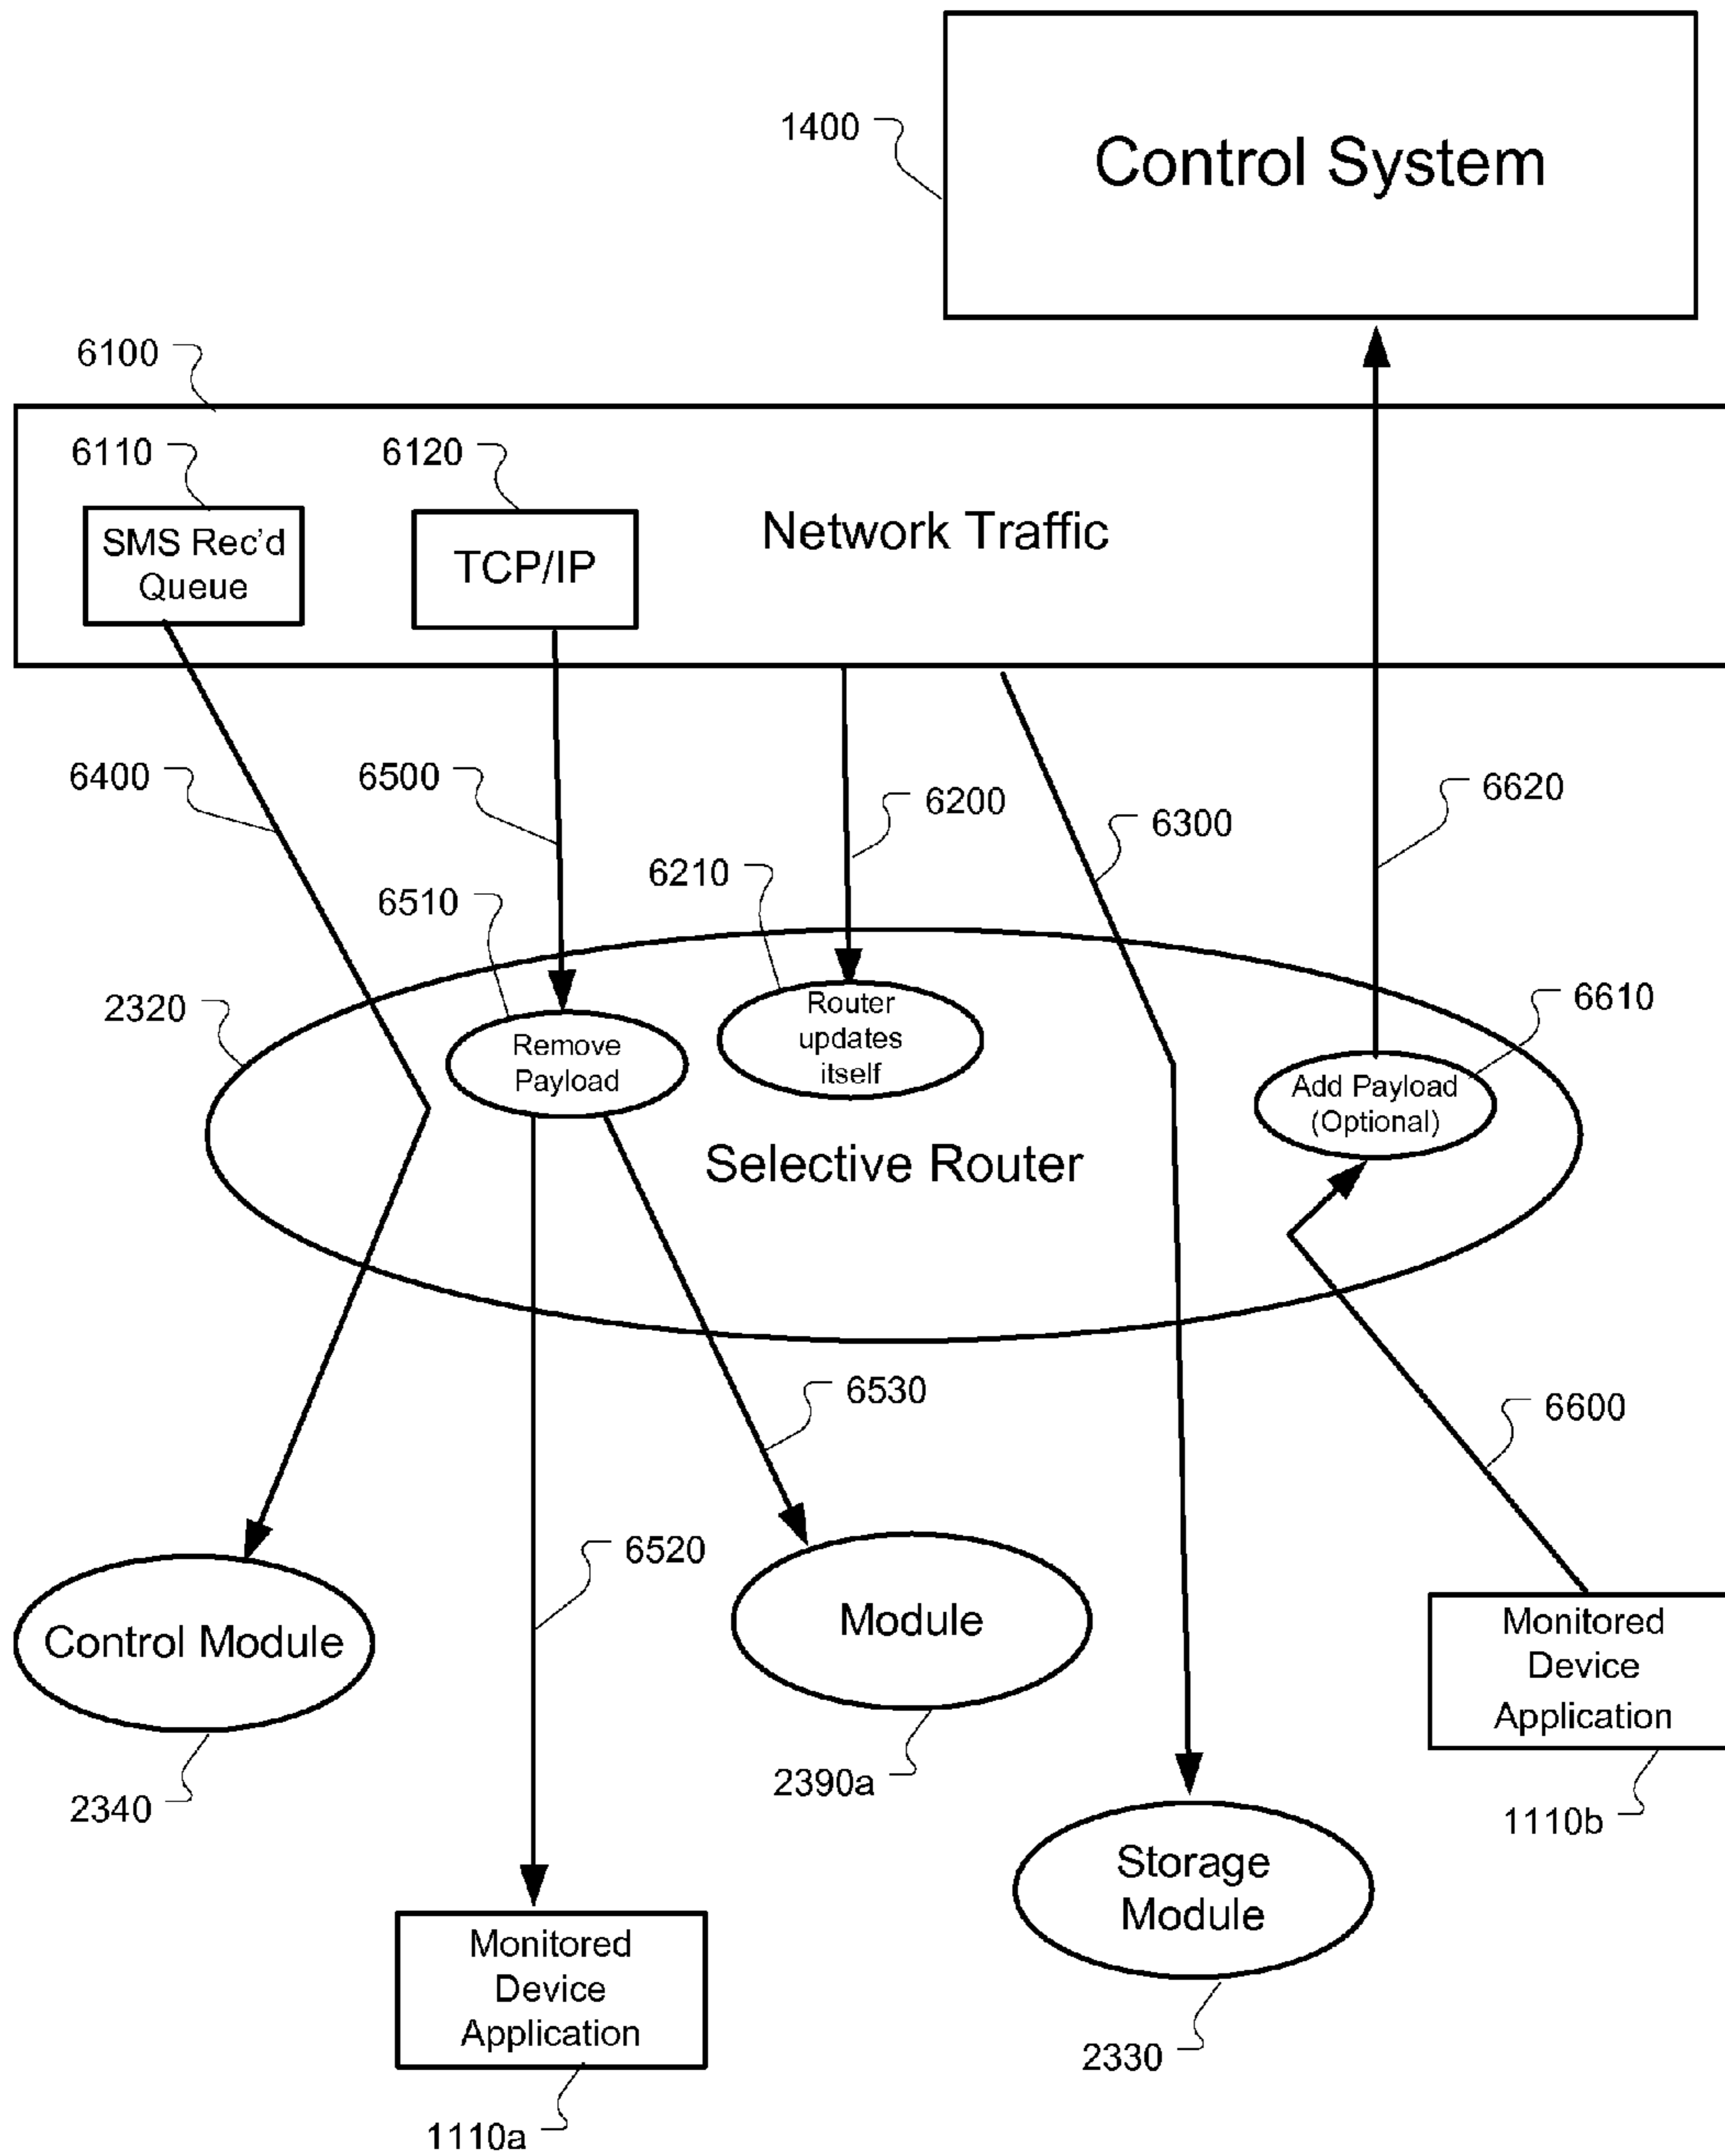 1400
Control System
6100
6110
6120
SMS Rec'd
Queue
TCP/IP
Network Traffic
6400
6500
6200
6300
6620
6510
6210
2320
6610
Remove
Payload
Router
updates
itself
Add Payload
(Optional)
Selective Router
6530
6600
6520
Control Module
Module
Monitored
Device
Application
2340
2390a
1110b
Storage
Module
Monitored
Device
Application
2330
1110a